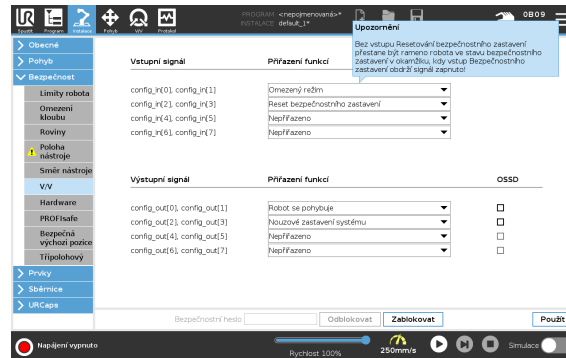 PROGRAM <nepojmenovaná>*
INSTALACE default_1*
0B09
Spustit
Program
Instalace
Pohyb
V/V
Protokol
Upozornění
Bez vstupu Resetování bezpečnostního zastavení
přestane být rameno robota ve stavu bezpečnostního
zastavení v okamžiku, kdy vstup Bezpečnostního
zastavení obdrží signál zapnuto!
Obecné
Pohyb
Bezpečnost
Limity robota
Omezení
kloubu
Roviny
Poloha
nástroje
Směr nástroje
V/V
Hardware
PROFIsafe
Bezpečná
výchozí pozice
Třípolohový
Prvky
Sběrnice
URCaps
Vstupní signál
Přiřazení funkcí
config_in[0], config_in[1]
Omezený režim
config_in[2], config_in[3]
Reset bezpečnostního zastavení
config_in[4], config_in[5]
Nepřiřazeno
config_in[6], config_in[7]
Nepřiřazeno
Výstupní signál
Přiřazení funkcí
OSSD
config_out[0], config_out[1]
Robot se pohybuje
config_out[2], config_out[3]
Nouzové zastavení systému
config_out[4], config_out[5]
Nepřiřazeno
config_out[6], config_out[7]
Nepřiřazeno
Bezpečnostní heslo
Odblokovat
Zablokovat
Použít
Napájení vypnuto
Rychlost 100%
250mm/s
Simulace